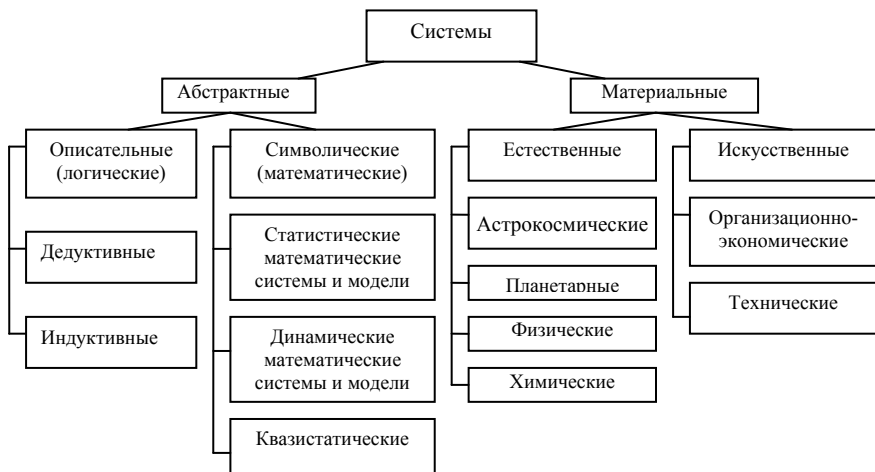 Системы
Абстрактные
Материальные
Описательные
(логические)
Символические
(математические)
Естественные
Искусственные
Дедуктивные
Статистические
математические
системы и модели
Астрокосмические
Организационно-
экономические
Индуктивные
Динамические
математические
системы и модели
Планетарные
Технические
Физические
Химические
Квазистатические